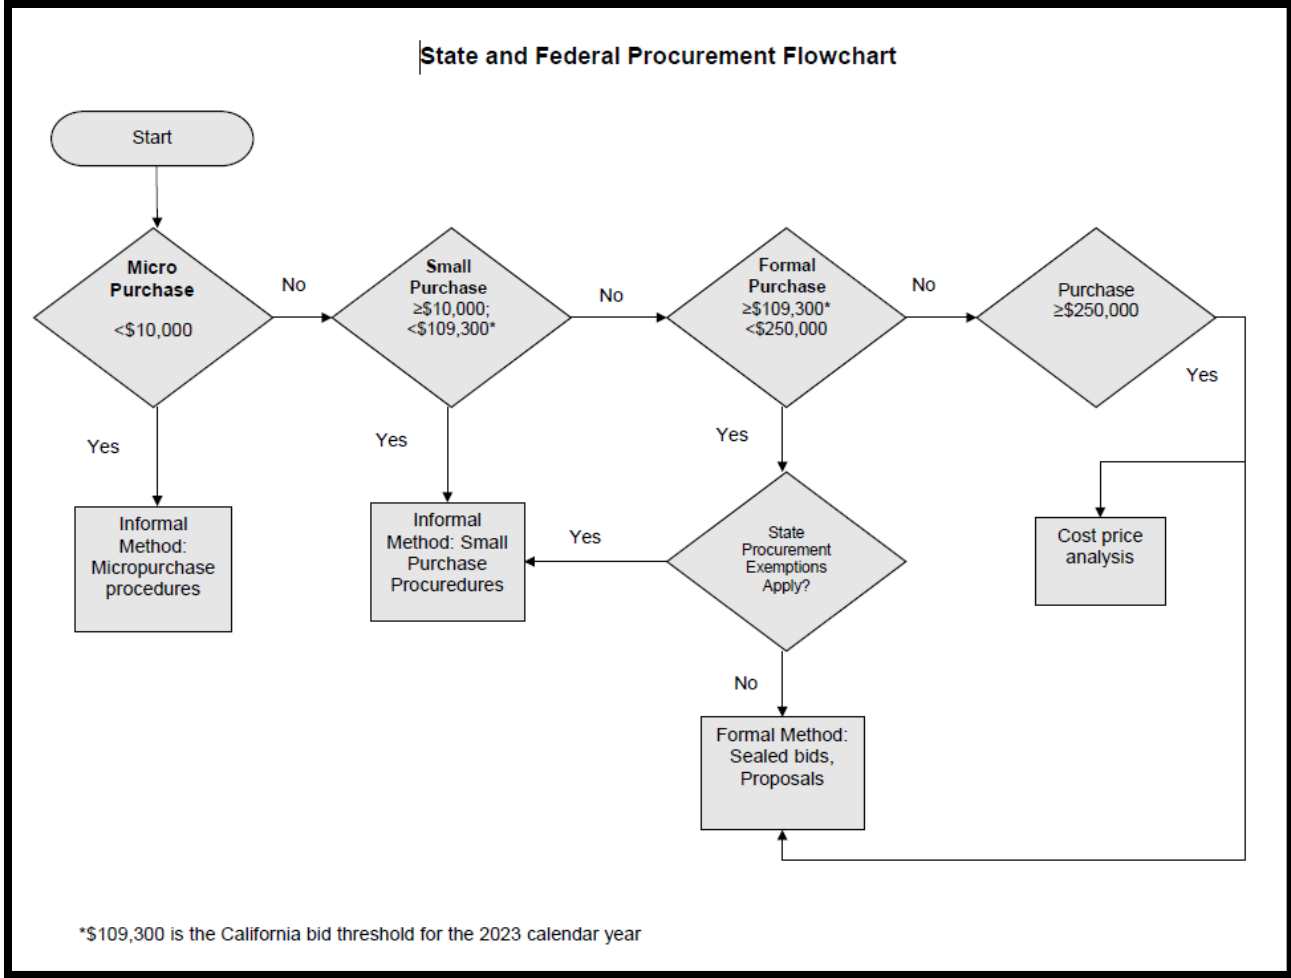 State and Federal Procurement Flowchart
Start
Micro
Purchase
<$10,000
No
Small
Purchase
≥$10,000;
<$109,300*
No
Formal
Purchase
≥$109,300*
<$250,000
No
Purchase
≥$250,000
Yes
Yes
Yes
Yes
Informal
Method:
Micropurchase
procedures
Informal
Method: Small
Purchase
Procuredures
Yes
State
Procurement
Exemptions
Apply?
Cost price
analysis
No
Formal Method:
Sealed bids,
Proposals
*$109,300 is the California bid threshold for the 2023 calendar year